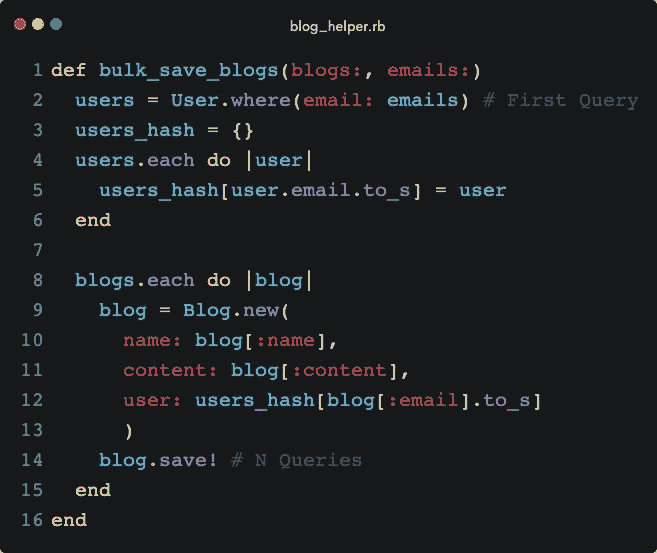 blog_helper.rb
1 def bulk_save_blogs(blogs:, emails:)
2   users = User.where(email: emails) # First Query
3   users_hash = {}
4   users.each do |user|
5     users_hash[user.email.to_s] = user
6   end
7
8   blogs.each do |blog|
9     blog = Blog.new(
10       name: blog[:name],
11       content: blog[:content],
12       user: users_hash[blog[:email].to_s]
13       )
14     blog.save! # N Queries
15   end
16 end